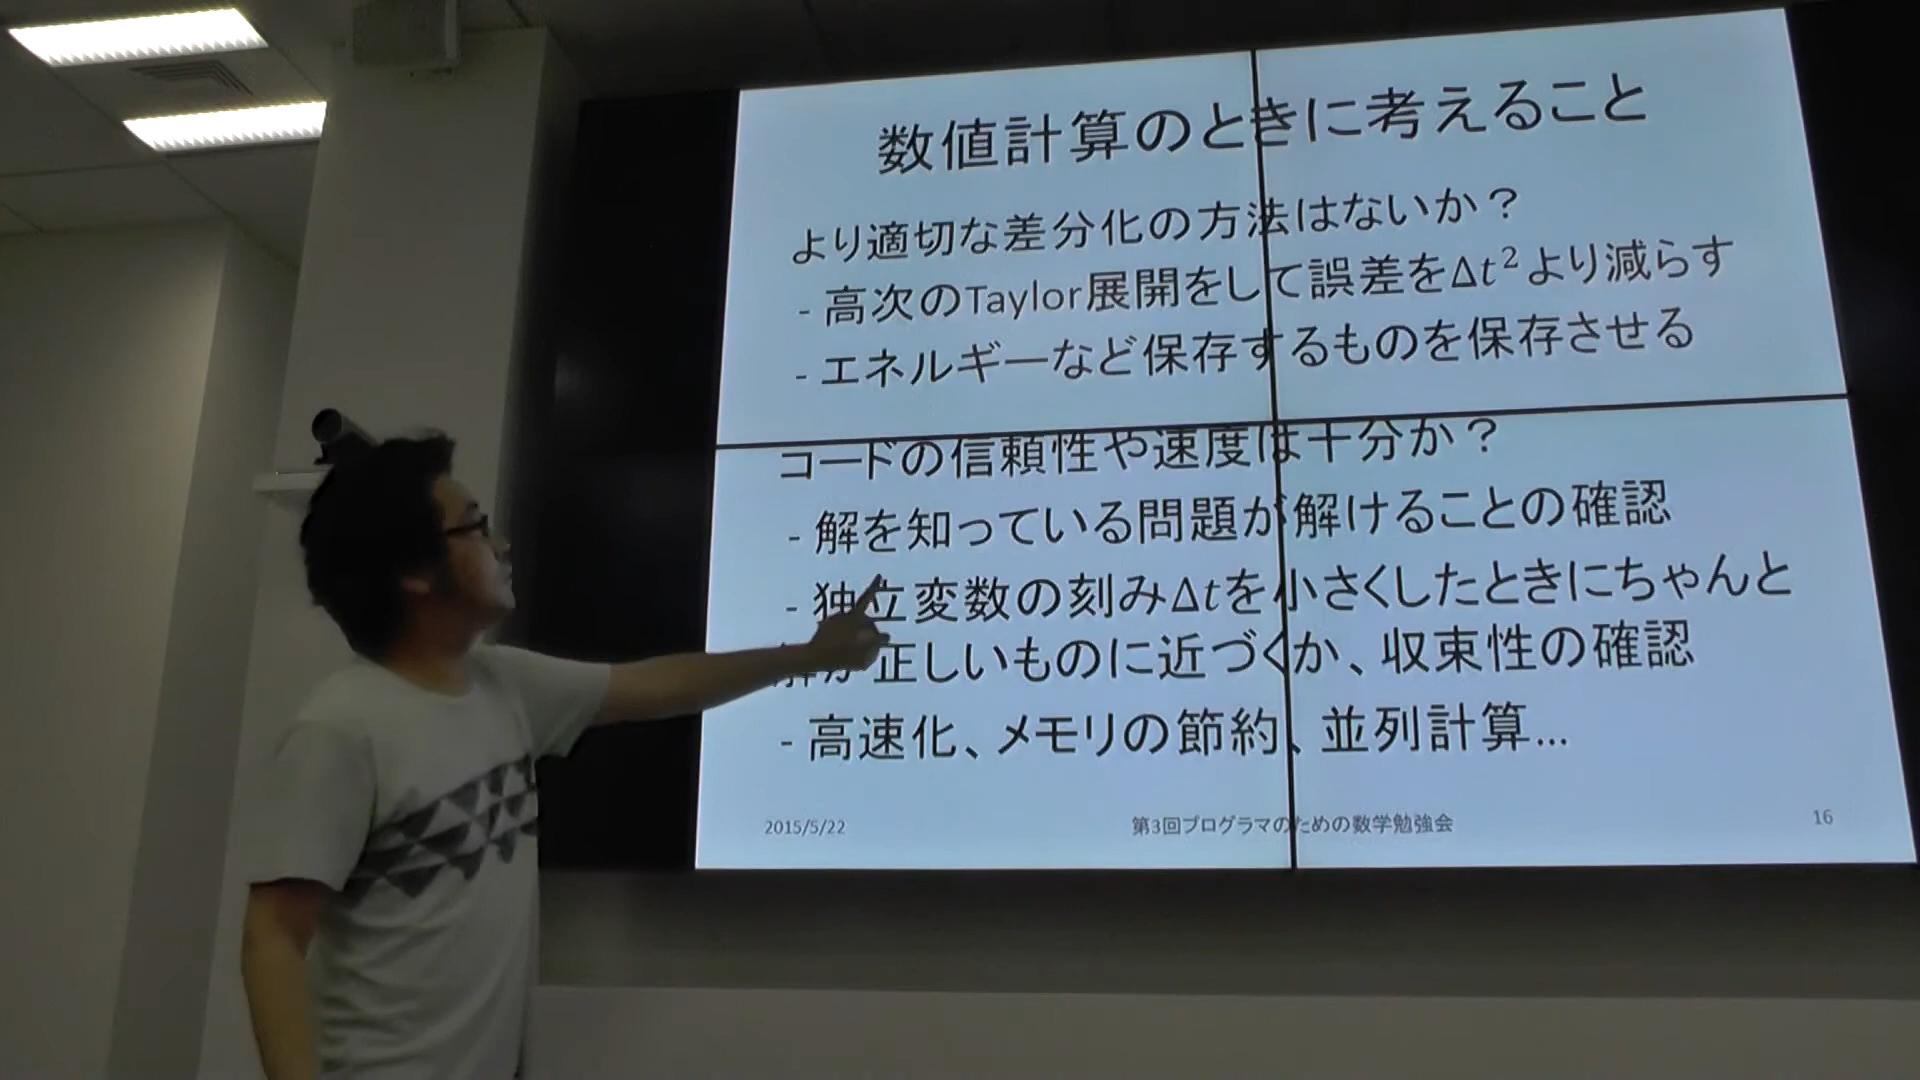 数値計算のときに考えること
より適切な差分化の方法はないか？
- 高次のTaylor展開をして誤差をΔt²より減らす
- エネルギーなど保存するものを保存させる
コードの信頼性や速度は十分か？
- 解を知っている問題が解けることの確認
- 独立変数の刻みΔtを小さくしたときにちゃんと
解が正しいものに近づくか、収束性の確認
- 高速化、メモリの節約、並列計算...
2015/5/22
第3回プログラマのための数学勉強会
16